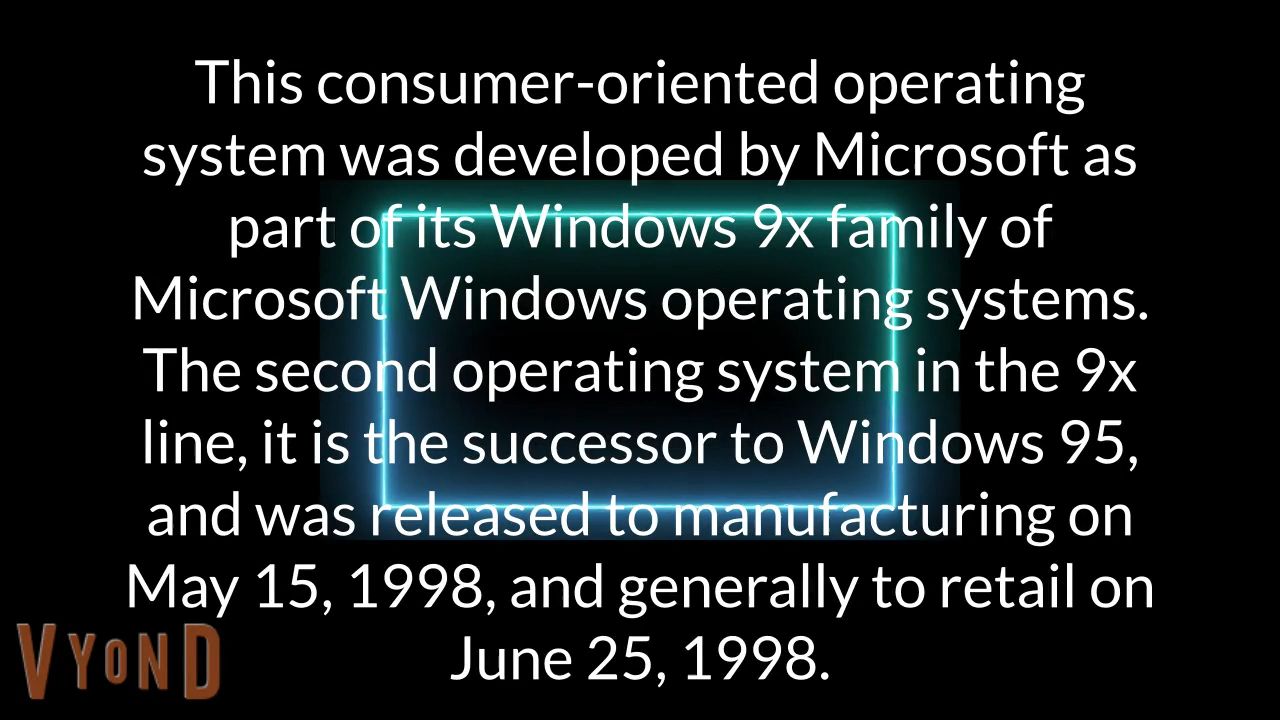 This consumer-oriented operating
system was developed by Microsoft as
part of its Windows 9x family of
Microsoft Windows operating systems.
The second operating system in the 9x
line, it is the successor to Windows 95,
and was released to manufacturing on
May 15, 1998, and generally to retail on
June 25, 1998.
VYOND